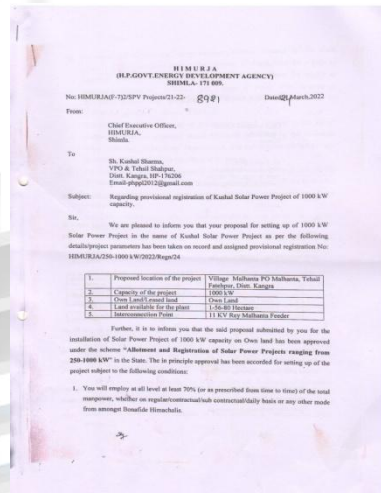 HIMURJA
(H.P.GOVT.ENERGY DEVELOPMENT AGENCY)
SHIMLA- 171 009.
No: HIMURJA(F-7)2/SPV Projects/21-22- 8981 Dated March,2022
From:
Chief Executive Officer,
HIMURJA,
Shimla.
To
Sh. Kushal Sharma,
VPO & Tehsil Shahpur,
Distt. Kangra, HP-176206
Email-phppl2012@gmail.com
Subject: Regarding provisional registration of Kushal Solar Power Project of 1000 kW
capacity.
Sir,
We are pleased to inform you that your proposal for setting up of 1000 kW
Solar Power Project in the name of Kushal Solar Power Project as per the following
details/project parameters has been taken on record and assigned provisional registration No:
HIMURJA/250-1000 kW/2022/Regn/24
1. Proposed location of the project Village Malhanta PO Malhanta, Tehsil
Fatehpur, Distt. Kangra
2. Capacity of the project 1000 kW
3. Own Land/Leased land Own Land
4. Land available for the plant 1-56-80 Hectare
5. Interconnection Point 11 KV Ray Malhanta Feeder
Further, it is to inform you that the said proposal submitted by you for the
installation of Solar Power Project of 1000 kW capacity on Own land has been approved
under the scheme "Allotment and Registration of Solar Power Projects ranging from
250-1000 kW" in the State. The in principle approval has been accorded for setting up of the
project subject to the following conditions:
1. You will employ at all level at least 70% (or as prescribed from time to time) of the total
manpower, whether on regular/contractual/sub contractual/daily basis or any other mode
from amongst Bonafide Himachalis.